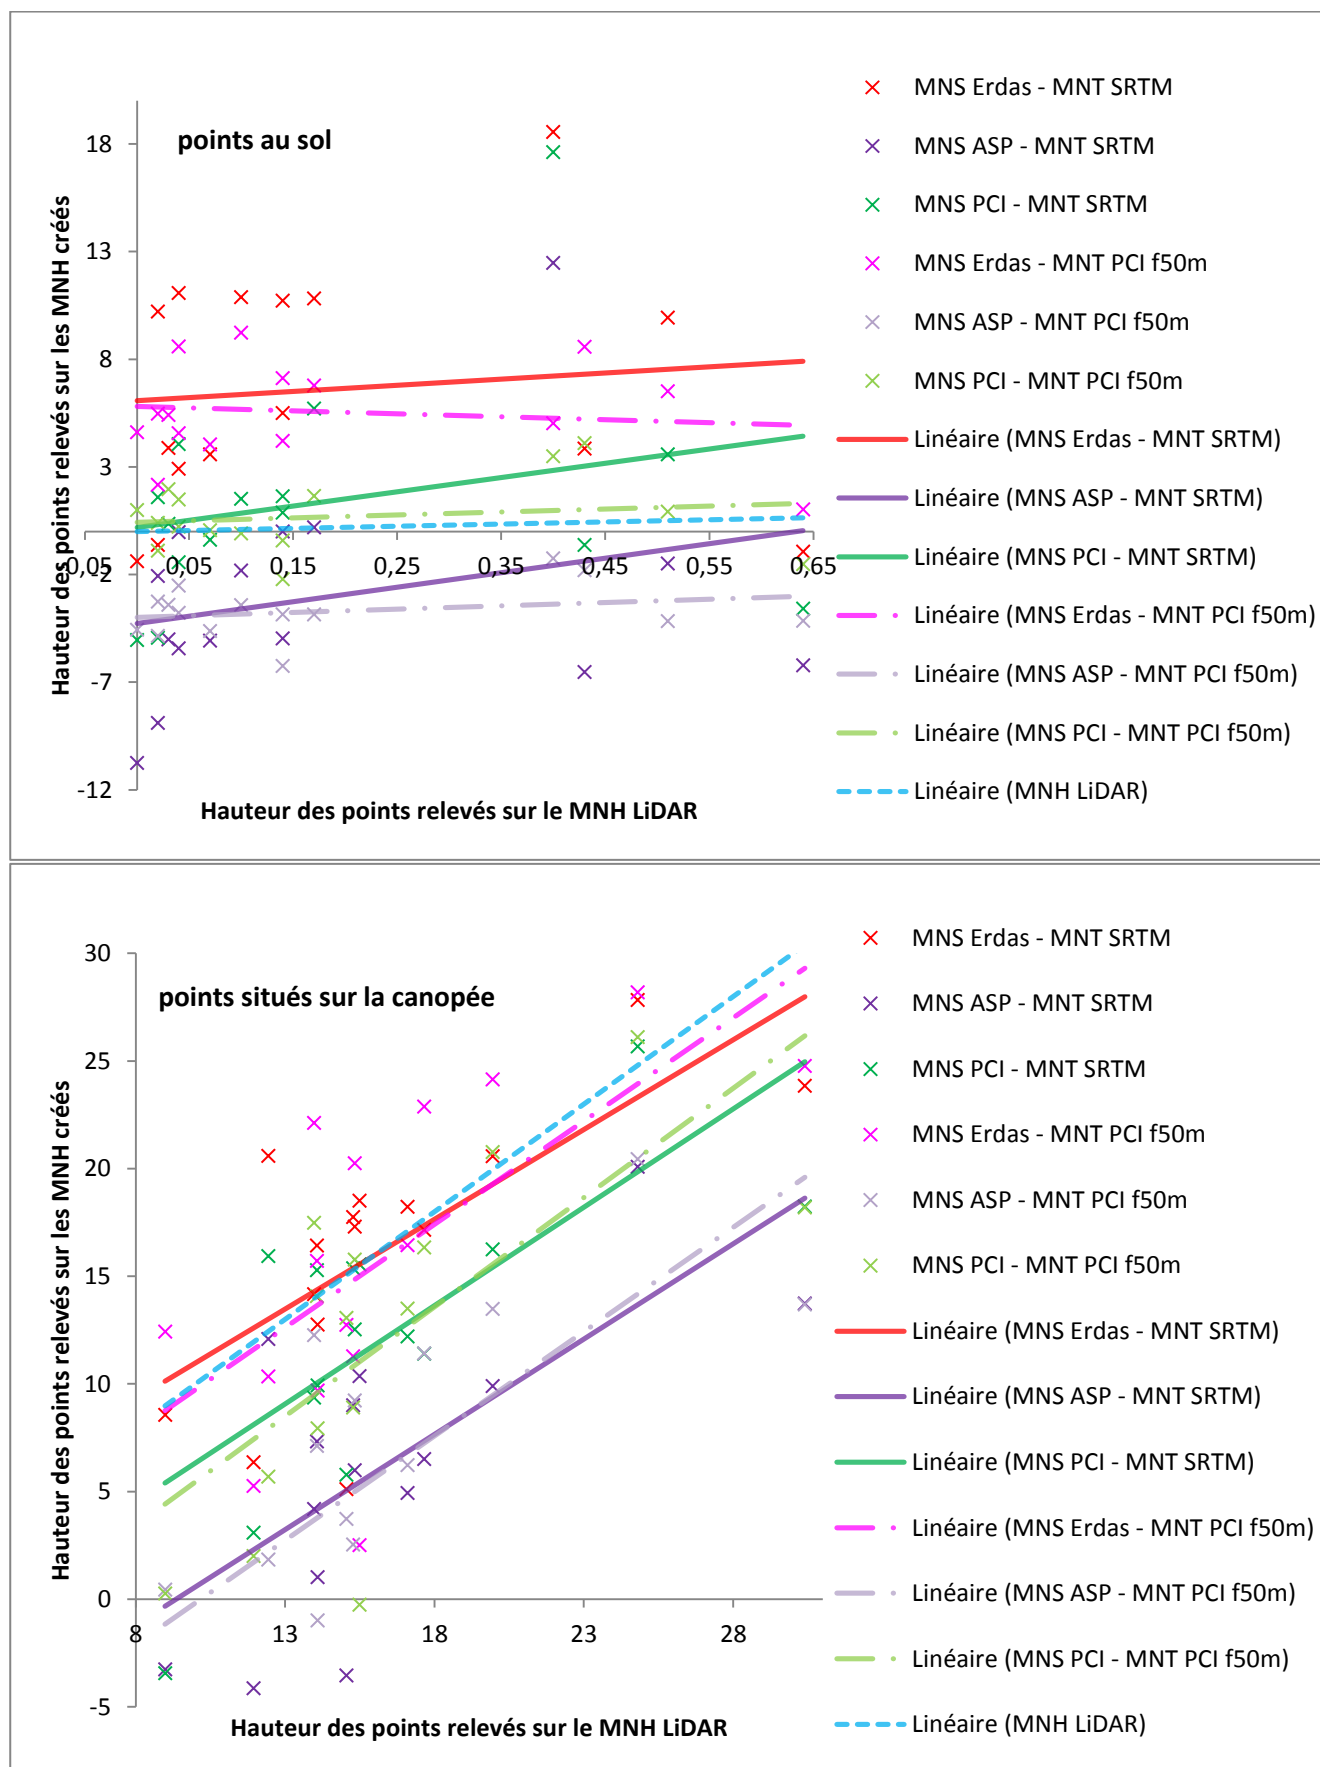 points au sol
Hauteur des points relevés sur les MNH créés
18
13
8
3
-2
-7
-12
0,05
0,05
0,15
0,25
0,35
0,45
0,55
0,65
Hauteur des points relevés sur le MNH LiDAR
MNS Erdas - MNT SRTM
MNS ASP - MNT SRTM
MNS PCI - MNT SRTM
MNS Erdas - MNT PCI f50m
MNS ASP - MNT PCI f50m
MNS PCI - MNT PCI f50m
Linéaire (MNS Erdas - MNT SRTM)
Linéaire (MNS ASP - MNT SRTM)
Linéaire (MNS PCI - MNT SRTM)
Linéaire (MNS Erdas - MNT PCI f50m)
Linéaire (MNS ASP - MNT PCI f50m)
Linéaire (MNS PCI - MNT PCI f50m)
Linéaire (MNH LiDAR)
points situés sur la canopée
Hauteur des points relevés sur les MNH créés
30
25
20
15
10
5
0
-5
8
13
18
23
28
Hauteur des points relevés sur le MNH LiDAR
MNS Erdas - MNT SRTM
MNS ASP - MNT SRTM
MNS PCI - MNT SRTM
MNS Erdas - MNT PCI f50m
MNS ASP - MNT PCI f50m
MNS PCI - MNT PCI f50m
Linéaire (MNS Erdas - MNT SRTM)
Linéaire (MNS ASP - MNT SRTM)
Linéaire (MNS PCI - MNT SRTM)
Linéaire (MNS Erdas - MNT PCI f50m)
Linéaire (MNS ASP - MNT PCI f50m)
Linéaire (MNS PCI - MNT PCI f50m)
Linéaire (MNH LiDAR)